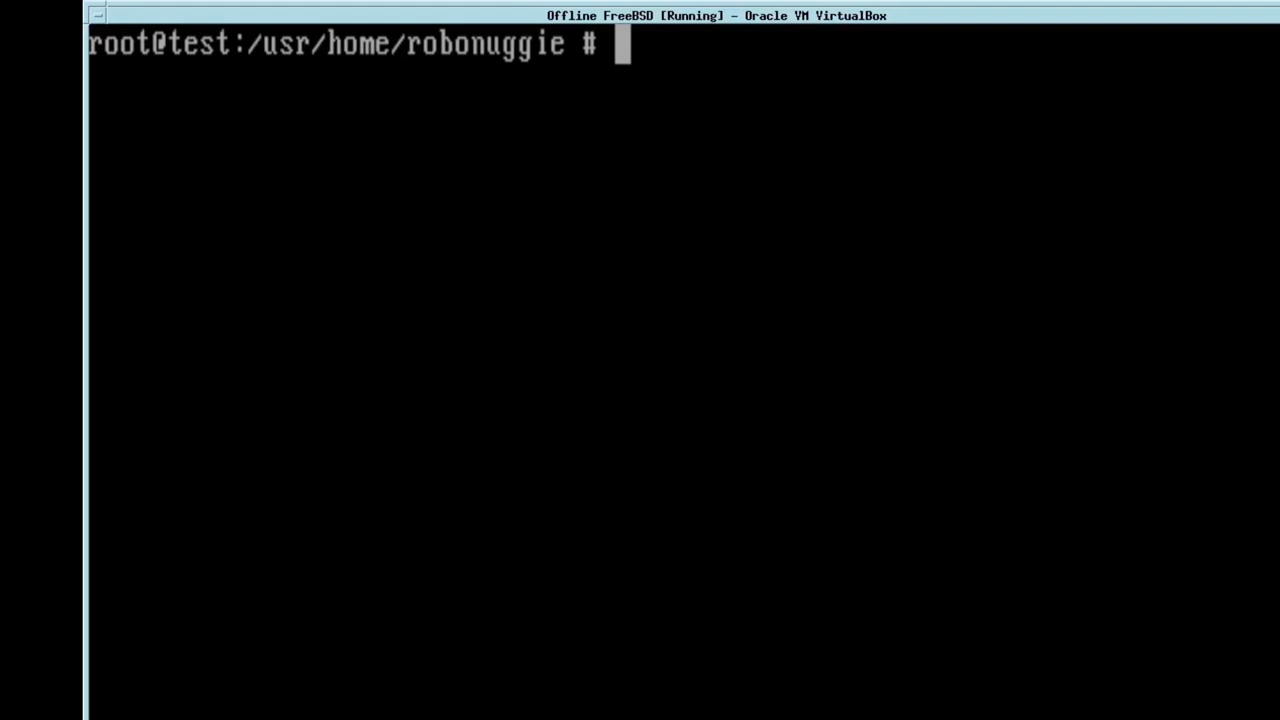 Offline FreeBSD [Running] - Oracle VM VirtualBox
root@test:/usr/home/robonuggie #